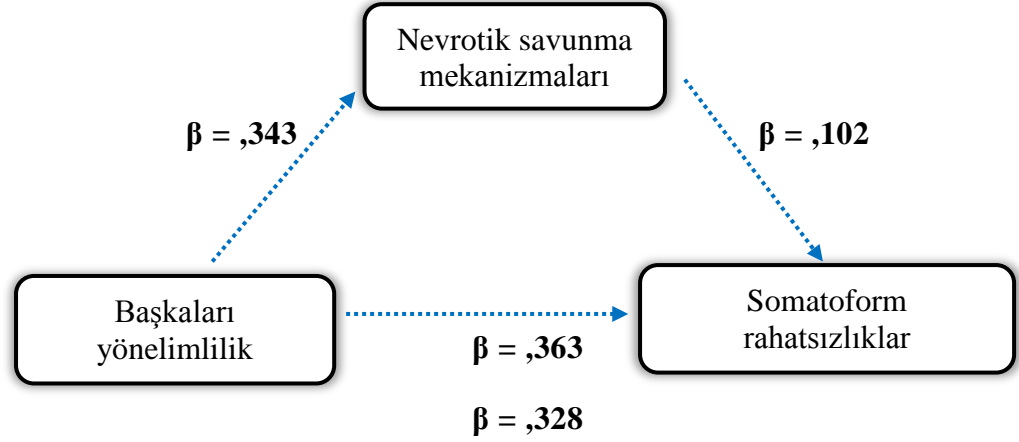 Nevrotik savunma
mekanizmaları
β = ,343
β = ,102
Başkaları
yönelimlilik
Somatoform
rahatsızlıklar
β = ,363
β = ,328